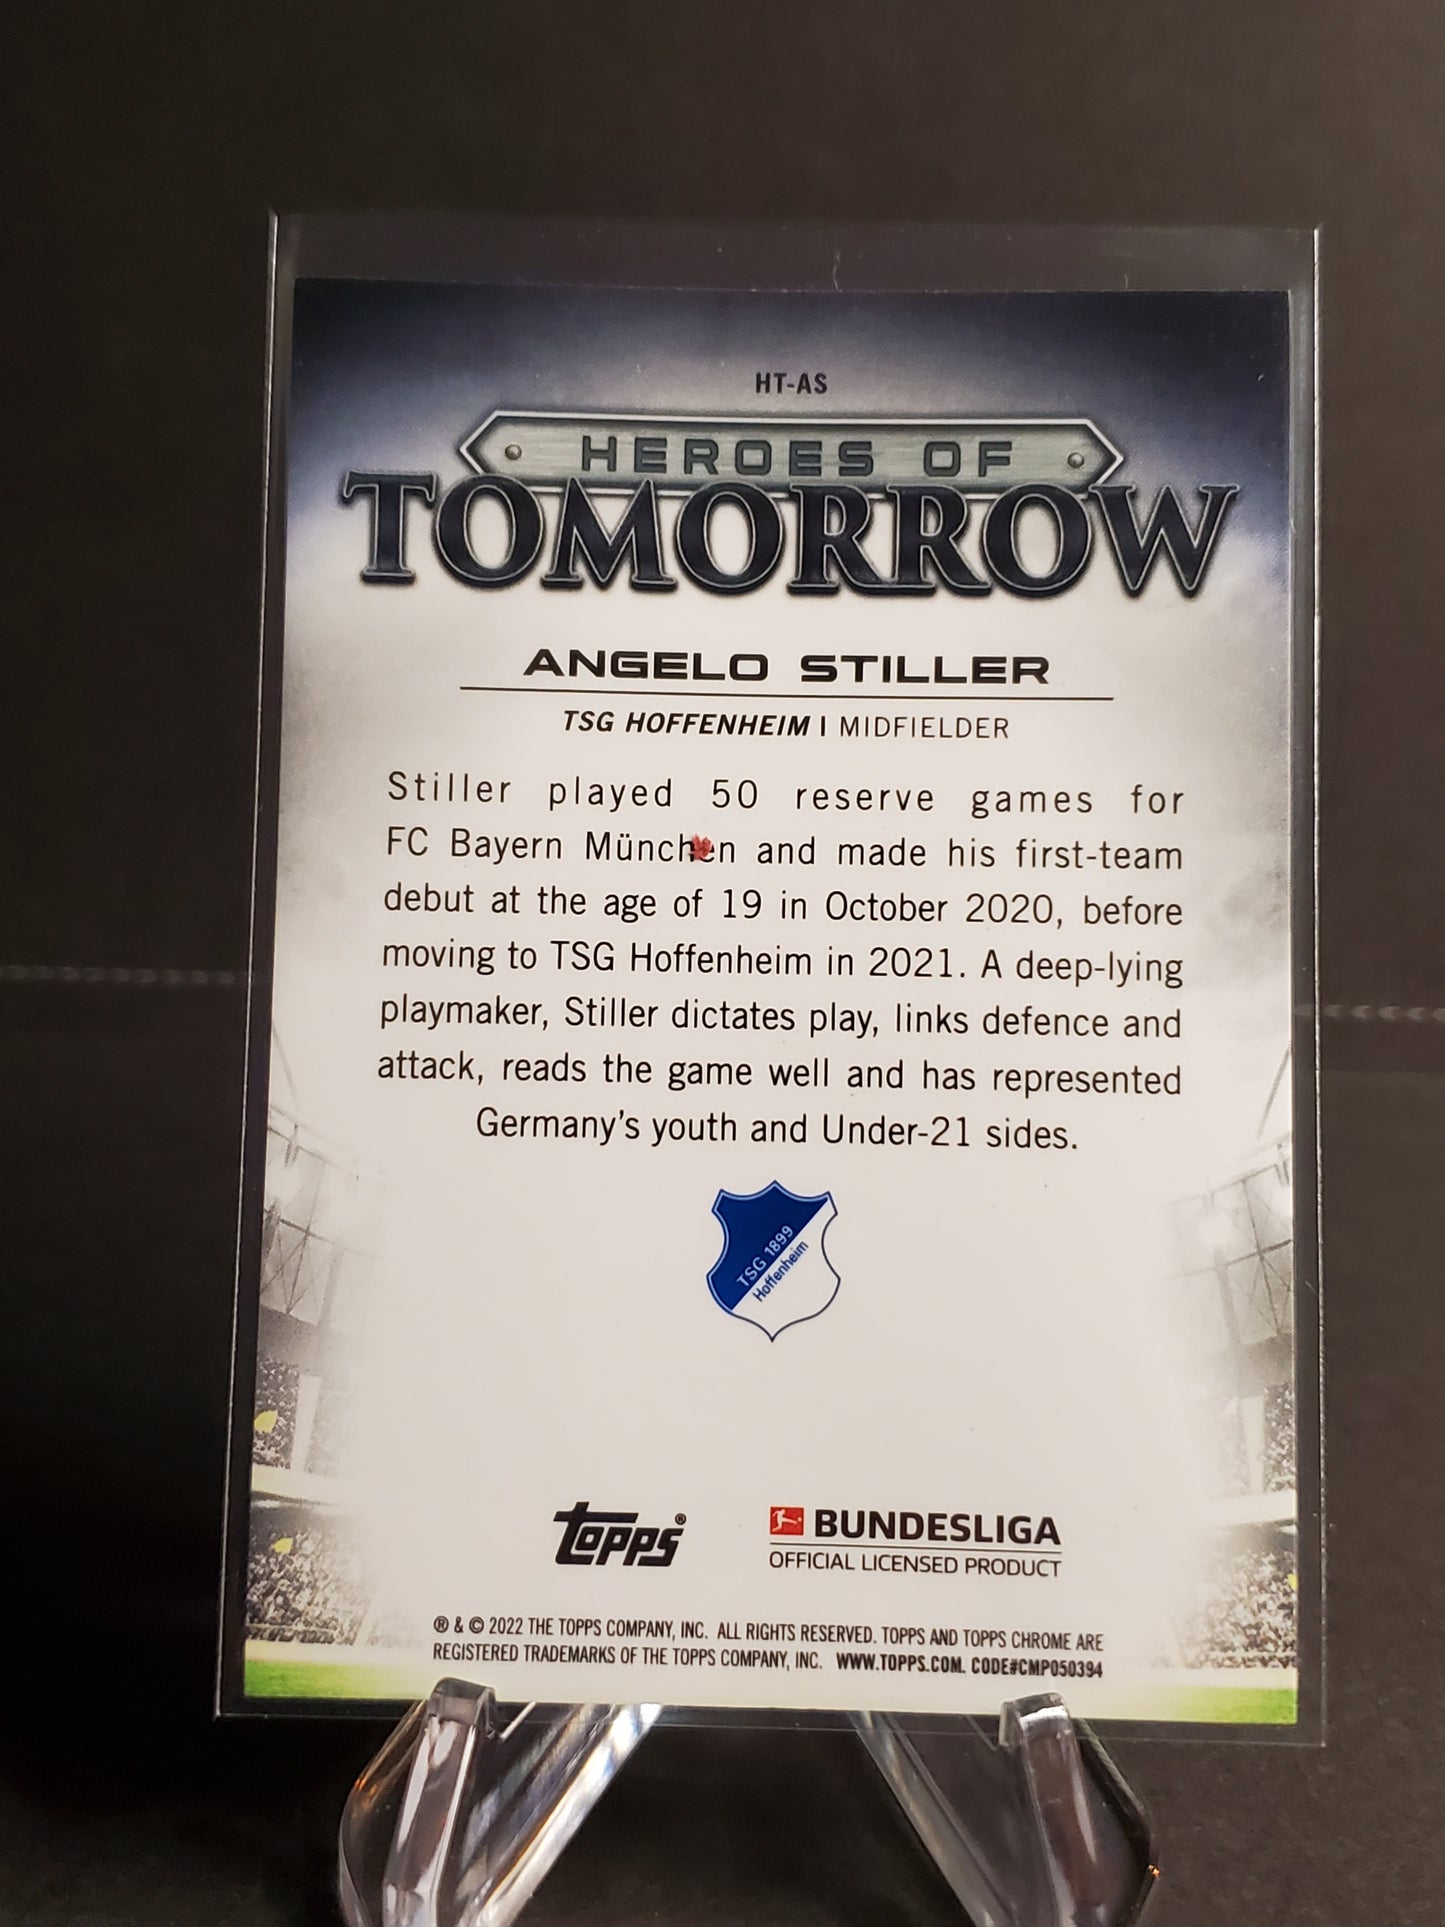 HT-AS
HEROES OF
TOMORROW
ANGELO STILLER
TSG HOFFENHEIM | MIDFIELDER
Stiller played 50 reserve games for
FC Bayern München and made his first-team
debut at the age of 19 in October 2020, before
moving to TSG Hoffenheim in 2021. A deep-lying
playmaker, Stiller dictates play, links defence and
attack, reads the game well and has represented
Germany's youth and Under-21 sides.
TSG 1899
Hoffenheim
topps®
BUNDESLIGA
OFFICIAL LICENSED PRODUCT
® & © 2022 THE TOPPS COMPANY, INC. ALL RIGHTS RESERVED. TOPPS AND TOPPS CHROME ARE
REGISTERED TRADEMARKS OF THE TOPPS COMPANY, INC. WWW.TOPPS.COM. CODE#CMP050394